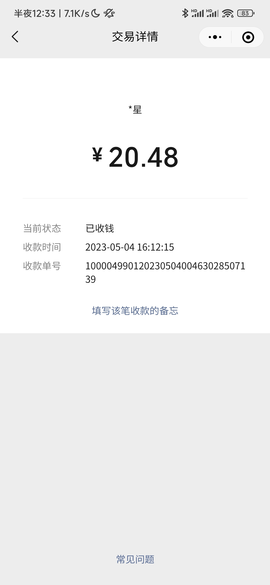 半夜12:33 | 7.1K/s
63
交易详情
*星
¥ 20.48
当前状态 已收钱
收款时间 2023-05-04 16:12:15
收款单号 100004990120230504004630285071
39
填写该笔收款的备忘
常见问题